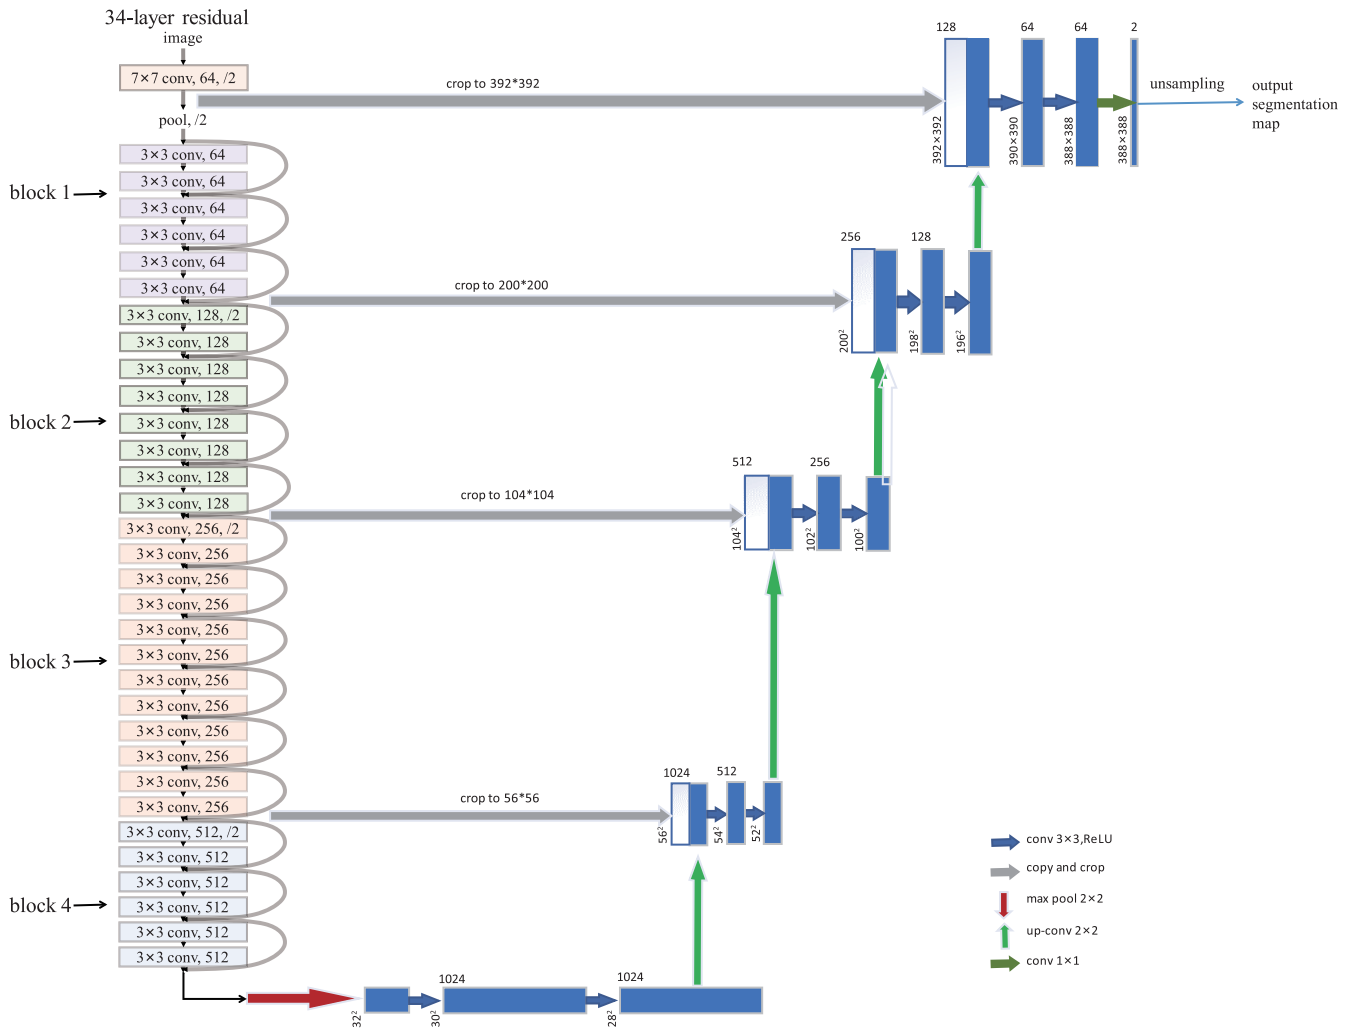 34-layer residual
image
7×7 conv, 64, /2
pool, /2
3×3 conv, 64
3×3 conv, 64
3×3 conv, 64
3×3 conv, 64
3×3 conv, 64
3×3 conv, 64
3×3 conv, 128, /2
3×3 conv, 128
3×3 conv, 128
3×3 conv, 128
3×3 conv, 128
3×3 conv, 128
3×3 conv, 128
3×3 conv, 128
3×3 conv, 256, /2
3×3 conv, 256
3×3 conv, 256
3×3 conv, 256
3×3 conv, 256
3×3 conv, 256
3×3 conv, 256
3×3 conv, 256
3×3 conv, 256
3×3 conv, 256
3×3 conv, 256
3×3 conv, 256
3×3 conv, 512, /2
3×3 conv, 512
3×3 conv, 512
3×3 conv, 512
3×3 conv, 512
3×3 conv, 512
block 1
block 2
block 3
block 4
crop to 392*392
128
64
64
2
392×392
390×390
388×388
388×388
unsampling
output
segmentation
map
crop to 200*200
256
128
200²
198²
196²
crop to 104*104
512
256
104²
102²
100²
crop to 56*56
1024
512
56²
54²
52²
1024
1024
32²
30²
28²
conv 3×3,ReLU
copy and crop
max pool 2×2
up-conv 2×2
conv 1×1